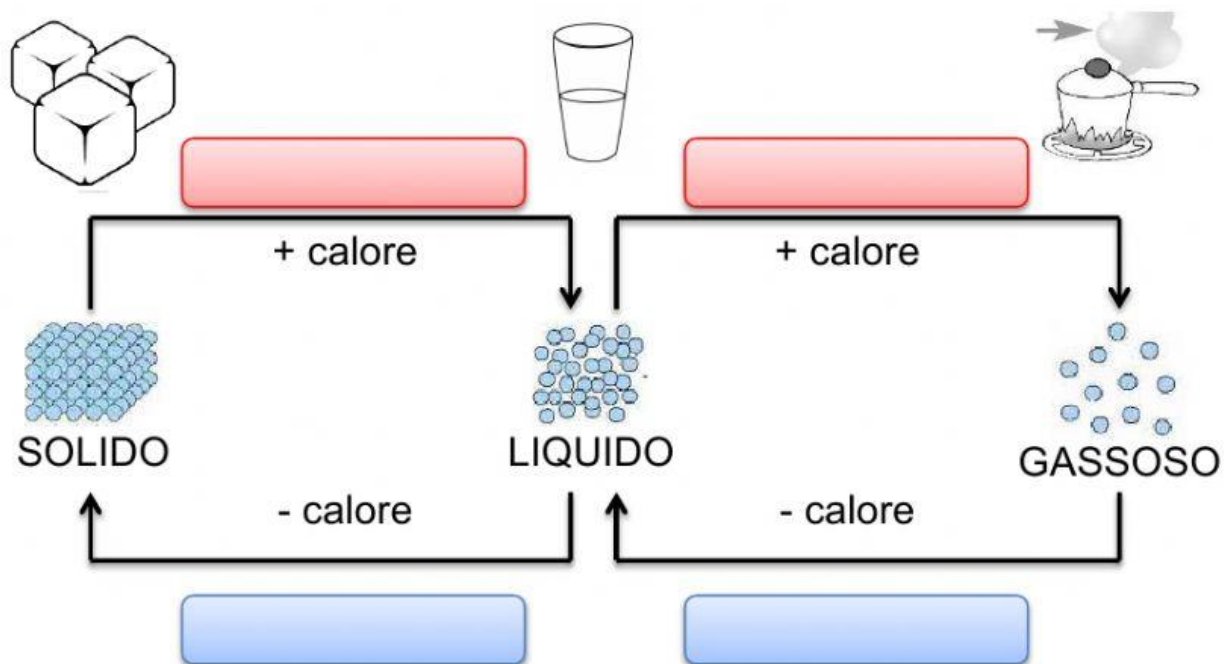 + calore
+ calore
SOLIDO
LIQUIDO
GASSOSO
- calore
- calore